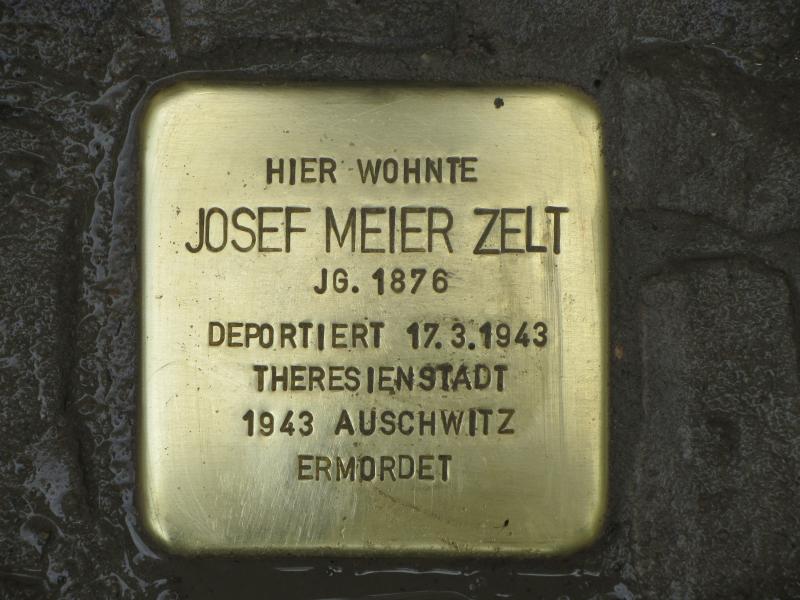 HIER WOHNTE
JOSEF MEIER ZELT
JG. 1876
DEPORTIERT 17.3.1943
THERESIENSTADT
1943 AUSCHWITZ
ERMORDET